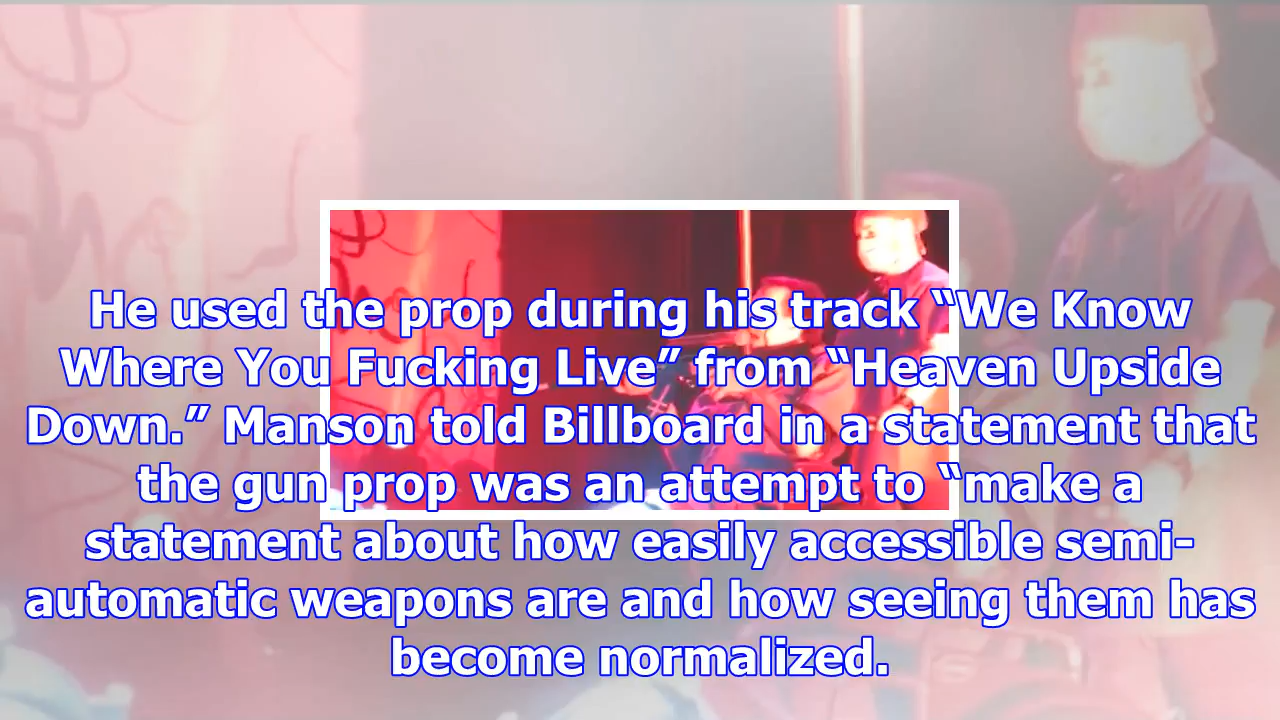 He used the prop during his track “We Know
Where You Fucking Live” from “Heaven Upside
Down.” Manson told Billboard in a statement that
the gun prop was an attempt to “make a
statement about how easily accessible semi-
automatic weapons are and how seeing them has
become normalized.